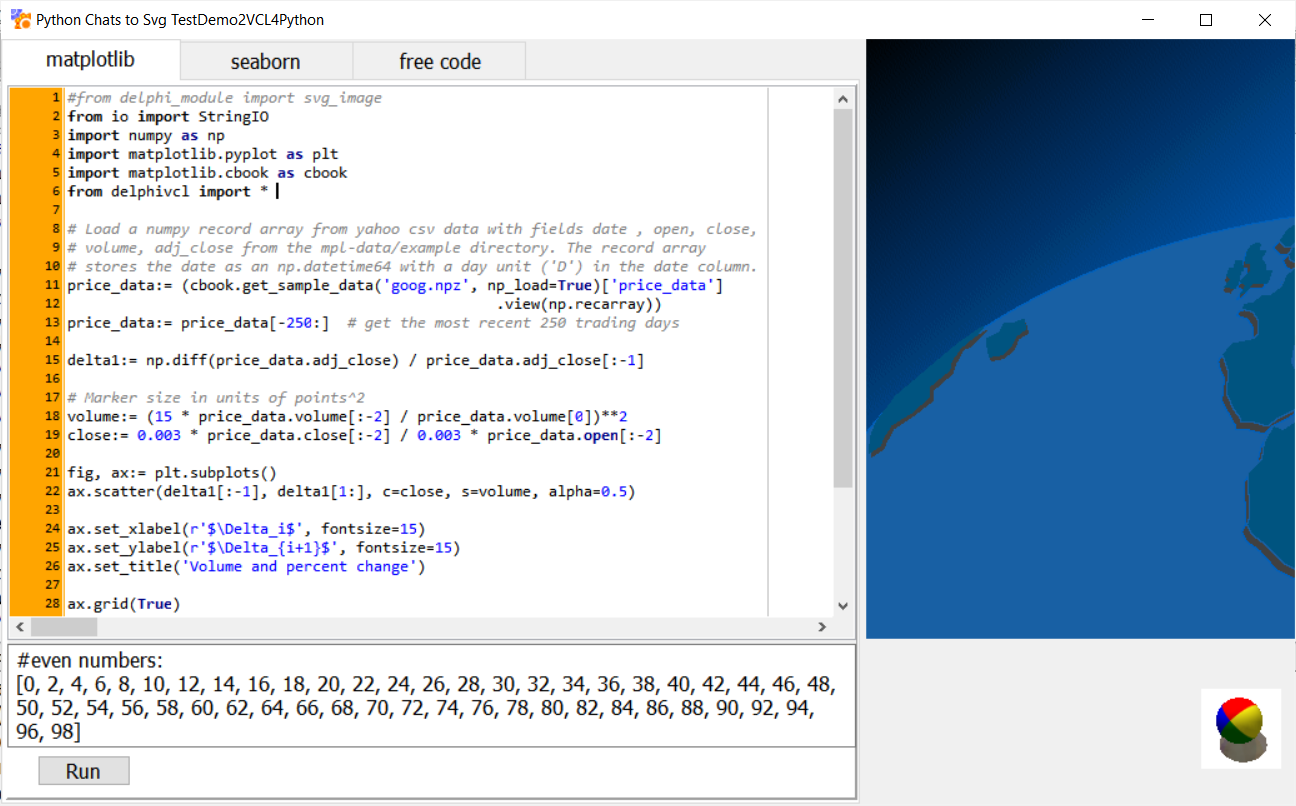 Python Chats to Svg TestDemo2VCL4Python
matplotlib seaborn free code
1 #from delphi_module import svg_image
2 from io import StringIO
3 import numpy as np
4 import matplotlib.pyplot as plt
5 import matplotlib.cbook as cbook
6 from delphivcl import *
7
8 # Load a numpy record array from yahoo csv data with fields date , open, close,
9 # volume, adj_close from the mpl-data/example directory. The record array
10 # stores the date as an np.datetime64 with a day unit ('D') in the date column.
11 price_data:= (cbook.get_sample_data('goog.npz', np_load=True)['price_data']
12 .view(np.recarray))
13 price_data:= price_data[-250:]  # get the most recent 250 trading days
14
15 delta1:= np.diff(price_data.adj_close) / price_data.adj_close[:-1]
16
17 # Marker size in units of points^2
18 volume:= (15 * price_data.volume[:-2] / price_data.volume[0])**2
19 close:= 0.003 * price_data.close[:-2] / 0.003 * price_data.open[:-2]
20
21 fig, ax:= plt.subplots()
22 ax.scatter(delta1[:-1], delta1[1:], c=close, s=volume, alpha=0.5)
23
24 ax.set_xlabel(r'$\Delta_i$', fontsize=15)
25 ax.set_ylabel(r'$\Delta_{i+1}$', fontsize=15)
26 ax.set_title('Volume and percent change')
27
28 ax.grid(True)
#even numbers:
[0, 2, 4, 6, 8, 10, 12, 14, 16, 18, 20, 22, 24, 26, 28, 30, 32, 34, 36, 38, 40, 42, 44, 46, 48,
50, 52, 54, 56, 58, 60, 62, 64, 66, 68, 70, 72, 74, 76, 78, 80, 82, 84, 86, 88, 90, 92, 94,
96, 98]
Run